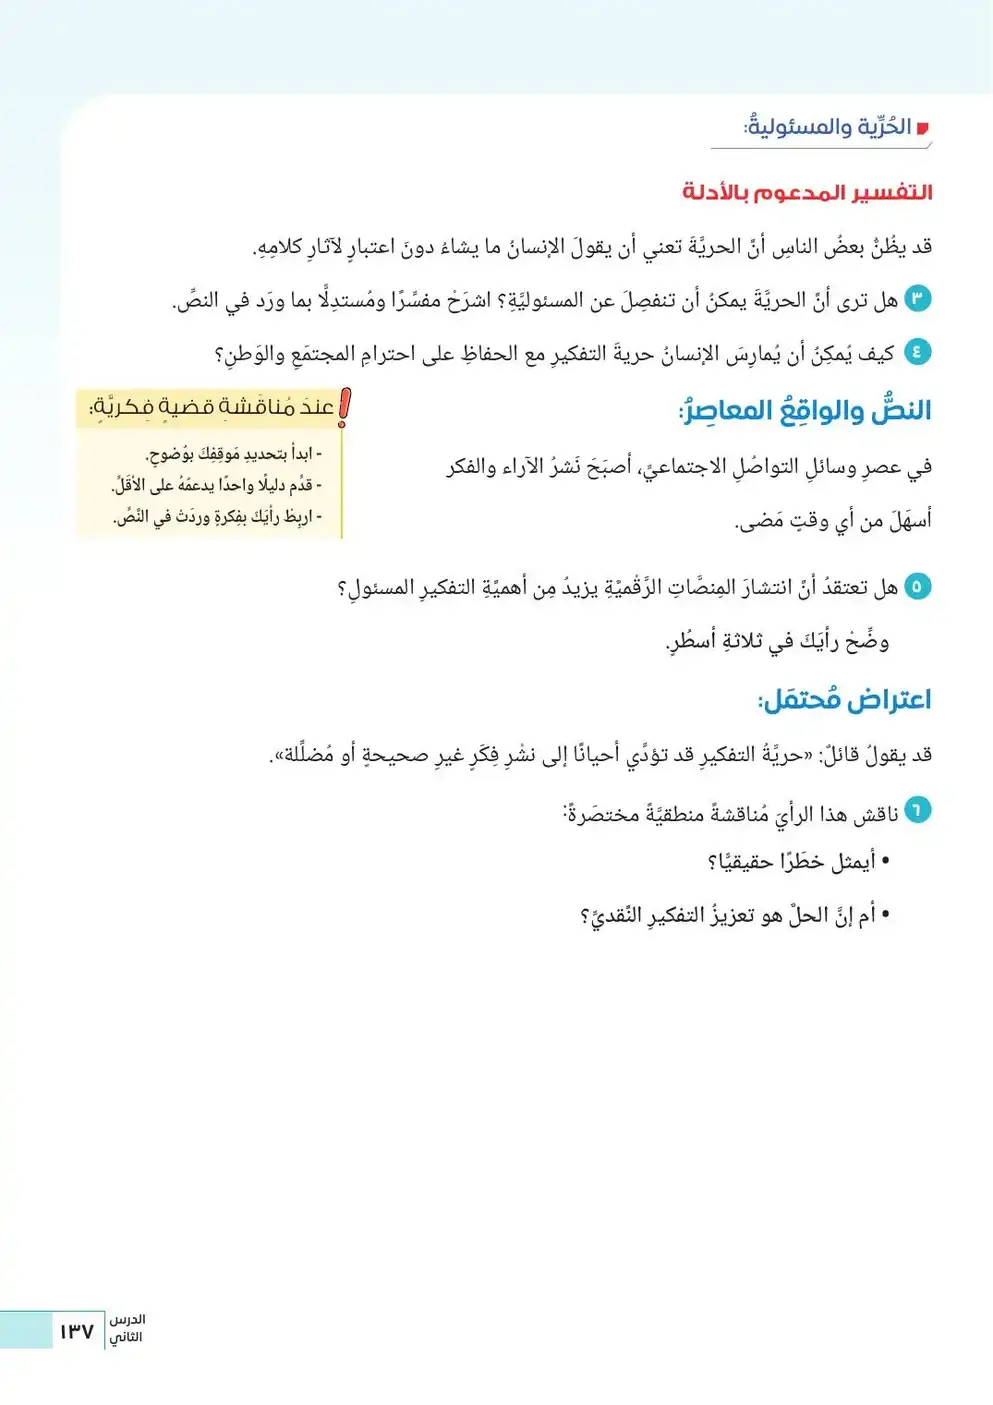 الحُرِّية والمسئوليةُ:
التفسير المدعوم بالأدلة
قد يظُنُّ بعضُ الناسِ أنَّ الحريَّةَ تعني أن يقولَ الإنسانُ ما يشاءُ دونَ اعتبارٍ لآثارِ كلامِهِ.
٣ هل ترى أنَّ الحريَّةَ يمكنُ أن تنفصِلَ عن المسئوليَّةِ؟ اشرَحْ مفسِّرًا ومُستدِلًّا بما ورَد في النصِّ.
٤ كيف يُمكِنُ أن يُمارِسَ الإنسانُ حريةَ التفكيرِ مع الحفاظِ على احترامِ المجتمَعِ والوَطنِ؟
النصُّ والواقِعُ المعاصِرُ:
في عصرِ وسائلِ التواصُلِ الاجتماعيِّ، أصبَحَ نَشرُ الآراء والفكر
أسهَلَ من أي وقتٍ مَضى.
! عندَ مُناقَشةِ قضيةٍ فِكريَّةٍ:
- ابدأ بتحديدِ مَوقِفِكَ بوُضوحٍ.
- قدِّم دليلًا واحدًا يدعمُهُ على الأقلِّ.
- اربِطْ رأيَكَ بفِكرةٍ وردَتْ في النَّصِّ.
٥ هل تعتقدُ أنَّ انتشارَ المِنصَّاتِ الرَّقْميَّةِ يزيدُ مِن أهميَّةِ التفكيرِ المسئولِ؟
وضِّحْ رأيَكَ في ثلاثةِ أسطُرٍ.
اعتراض مُحتمَل:
قد يقولُ قائلٌ: «حريَّةُ التفكيرِ قد تؤدِّي أحيانًا إلى نشْرِ فِكَرٍ غيرِ صحيحةٍ أو مُضلِّلة».
٦ ناقش هذا الرأيَ مُناقشةً منطقيَّةً مختصَرةً:
• أيمثل خطَرًا حقيقيًّا؟
• أم إنَّ الحلَّ هو تعزيزُ التفكيرِ النَّقديِّ؟
الدرس
الثاني
١٣٧